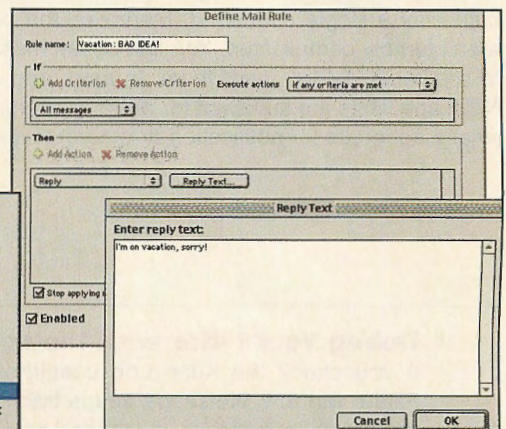 Define Mail Rule
Rule name: Vacation: BAD IDEA!
If
Add Criterion Remove Criterion Execute actions if any criteria are met
All messages
Then
Add Action Remove Action
Reply Reply Text...
Reply Text
Enter reply text:
I'm on vacation, sorry!
Stop applying
Enabled
Cancel OK